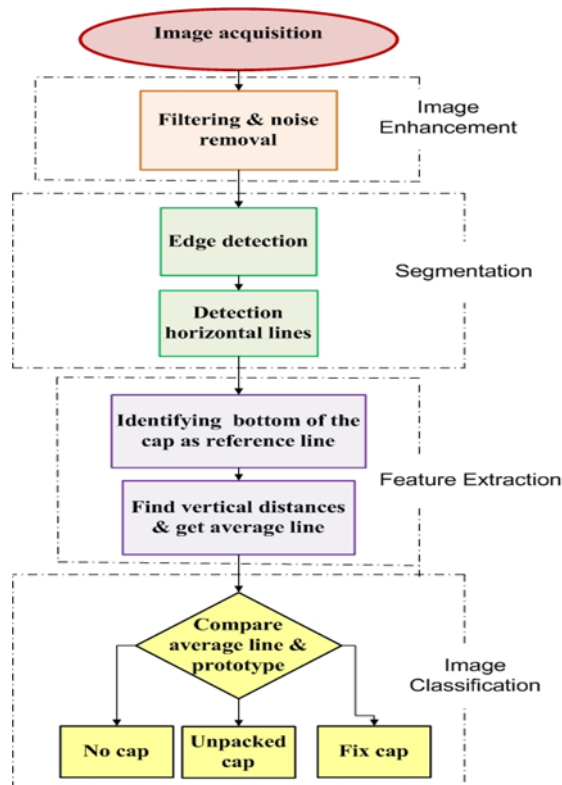 Image acquisition
Filtering & noise
removal
Image
Enhancement
Edge detection
Segmentation
Detection
horizontal lines
Identifying bottom of the
cap as reference line
Feature Extraction
Find vertical distances
& get average line
Compare
average line &
prototype
Image
Classification
No cap
Unpacked
cap
Fix cap